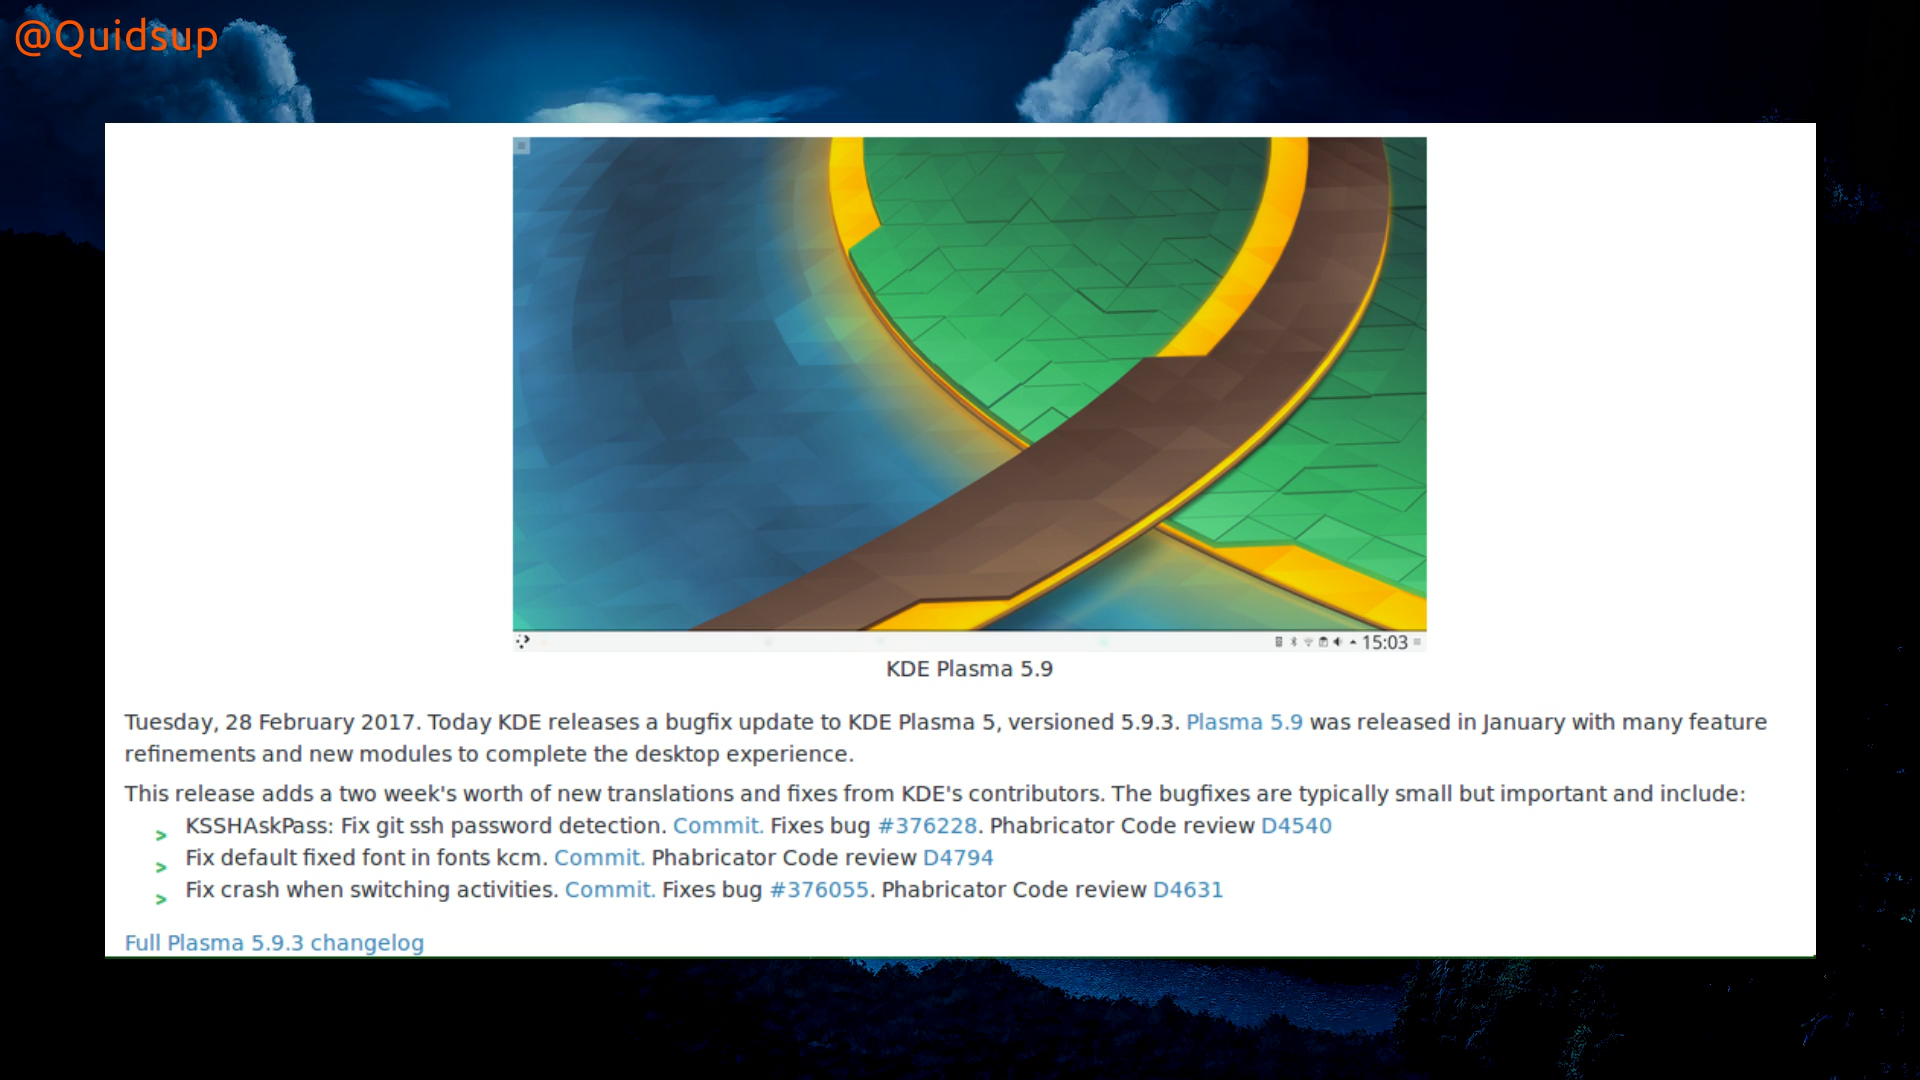 @Quidsup
15:03
KDE Plasma 5.9
Tuesday, 28 February 2017. Today KDE releases a bugfix update to KDE Plasma 5, versioned 5.9.3. Plasma 5.9 was released in January with many feature
refinements and new modules to complete the desktop experience.
This release adds a two week's worth of new translations and fixes from KDE's contributors. The bugfixes are typically small but important and include:
> KSSHAskPass: Fix git ssh password detection. Commit. Fixes bug #376228. Phabricator Code review D4540
> Fix default fixed font in fonts kcm. Commit. Phabricator Code review D4794
> Fix crash when switching activities. Commit. Fixes bug #376055. Phabricator Code review D4631
Full Plasma 5.9.3 changelog